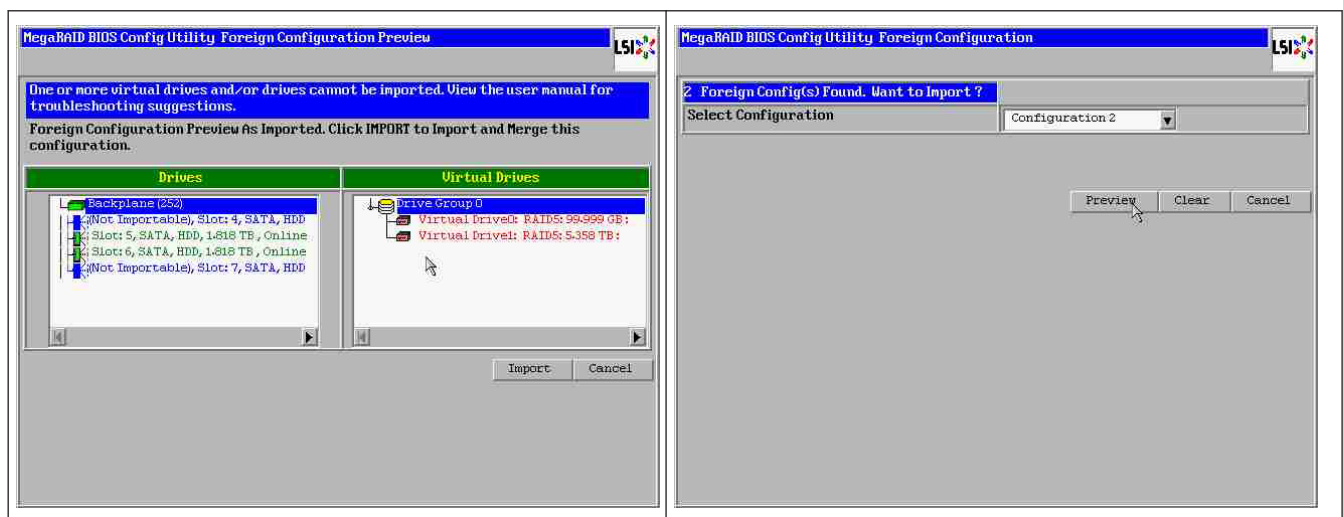 MegaRAID BIOS Config Utility Foreign Configuration Preview
LSI
One or more virtual drives and/or drives cannot be imported. View the user manual for
troubleshooting suggestions.
Foreign Configuration Preview As Imported. Click IMPORT to Import and Merge this
configuration.
Drives
Backplane (252)
(Not Importable), Slot: 4, SATA, HDD
Slot: 5, SATA, HDD, 1.818 TB, Online
Slot: 6, SATA, HDD, 1.818 TB, Online
(Not Importable), Slot: 7, SATA, HDD
Virtual Drives
Drive Group 0
Virtual Drive0: RAID5: 99.999 GB:
Virtual Drive1: RAID5: 5.358 TB:
Import Cancel
MegaRAID BIOS Config Utility Foreign Configuration
LSI
2 Foreign Config(s) Found. Want to Import ?
Select Configuration Configuration 2
Preview Clear Cancel